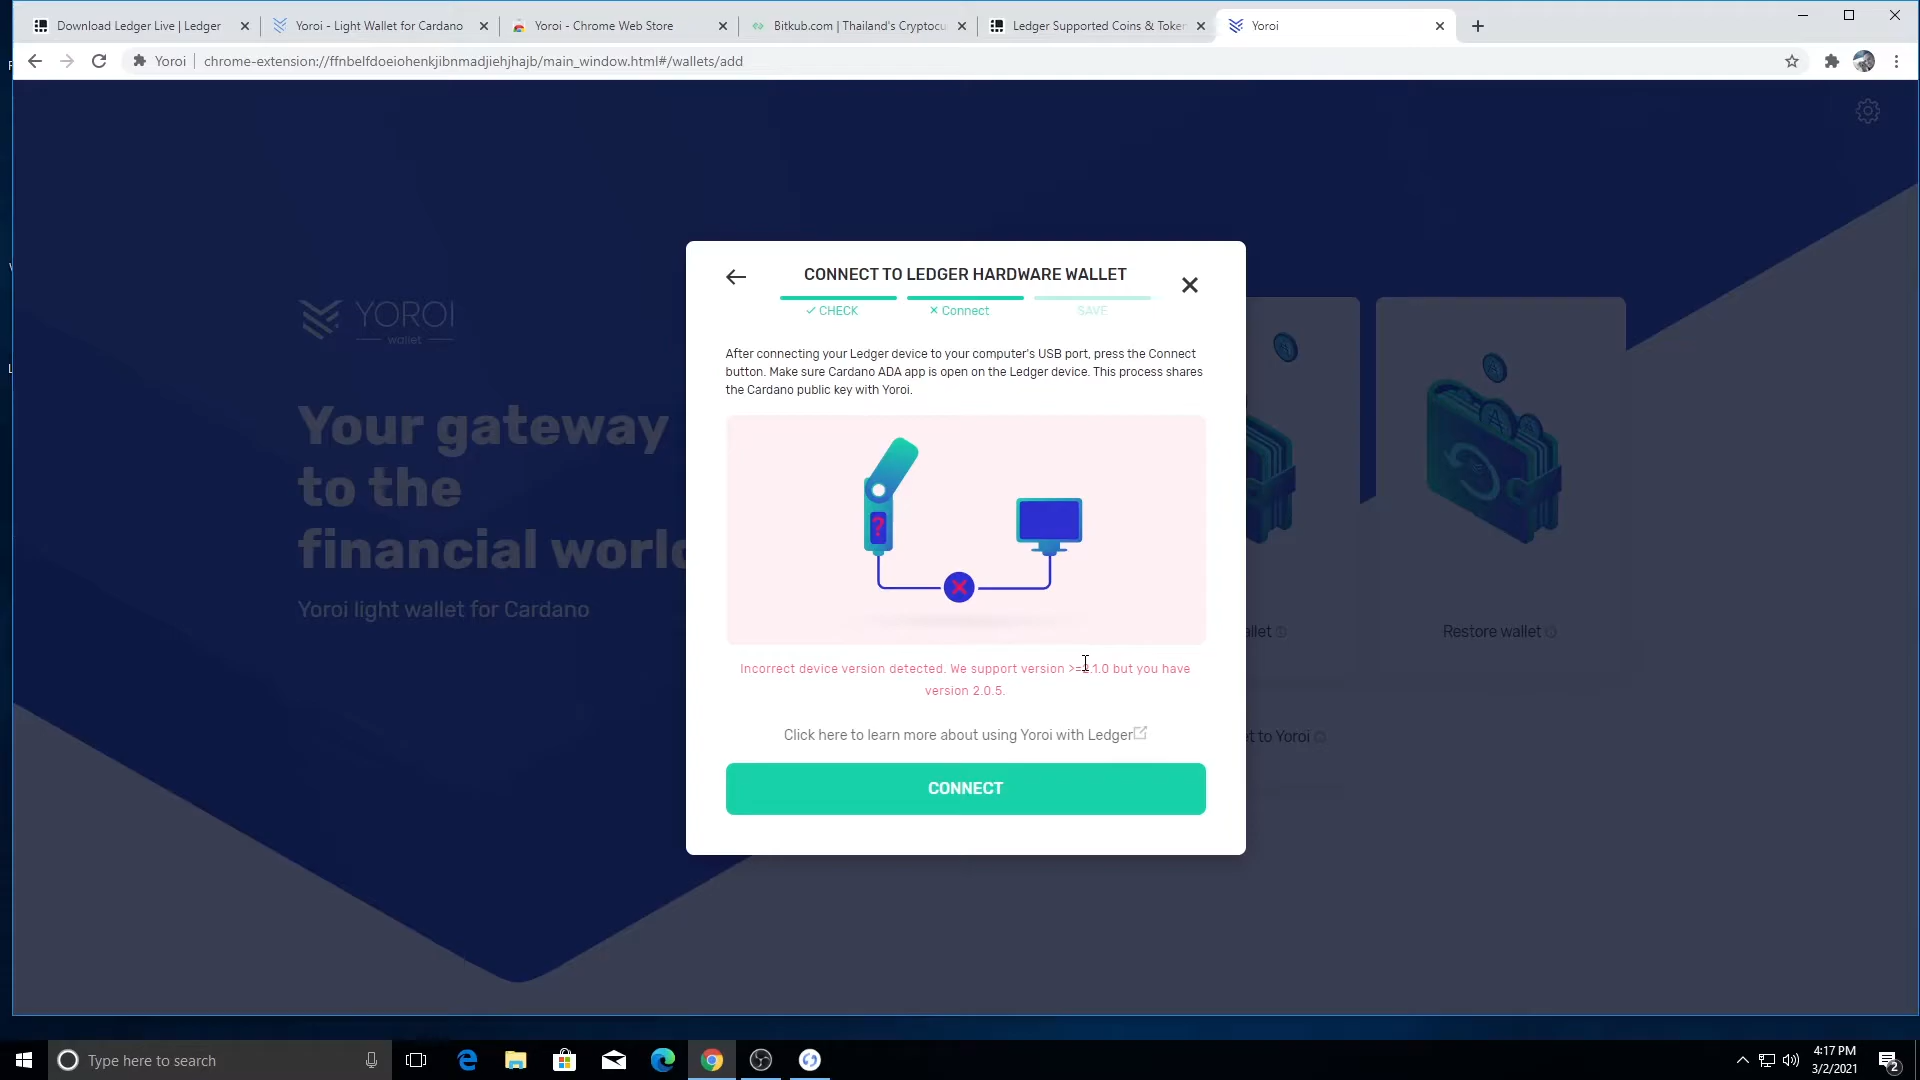 Download Ledger Live | Ledger
Yoroi - Light Wallet for Cardano
Yoroi - Chrome Web Store
Bitkub.com | Thailand's Cryptocu
Ledger Supported Coins & Token
Yoroi
Yoroi
chrome-extension://ffnbelfdoeiohenkjibnmadjiehjhajb/main_window.html#/wallets/add
YOROI
wallet
Your gateway
to the
financial world
Yoroi light wallet for Cardano
CONNECT TO LEDGER HARDWARE WALLET
CHECK
Connect
SAVE
After connecting your Ledger device to your computer's USB port, press the Connect
button. Make sure Cardano ADA app is open on the Ledger device. This process shares
the Cardano public key with Yoroi.
?
Incorrect device version detected. We support version >=2.1.0 but you have
version 2.0.5.
Click here to learn more about using Yoroi with Ledger
CONNECT
allet
Restore wallet
et to Yoroi
Type here to search
4:17 PM
3/2/2021
2